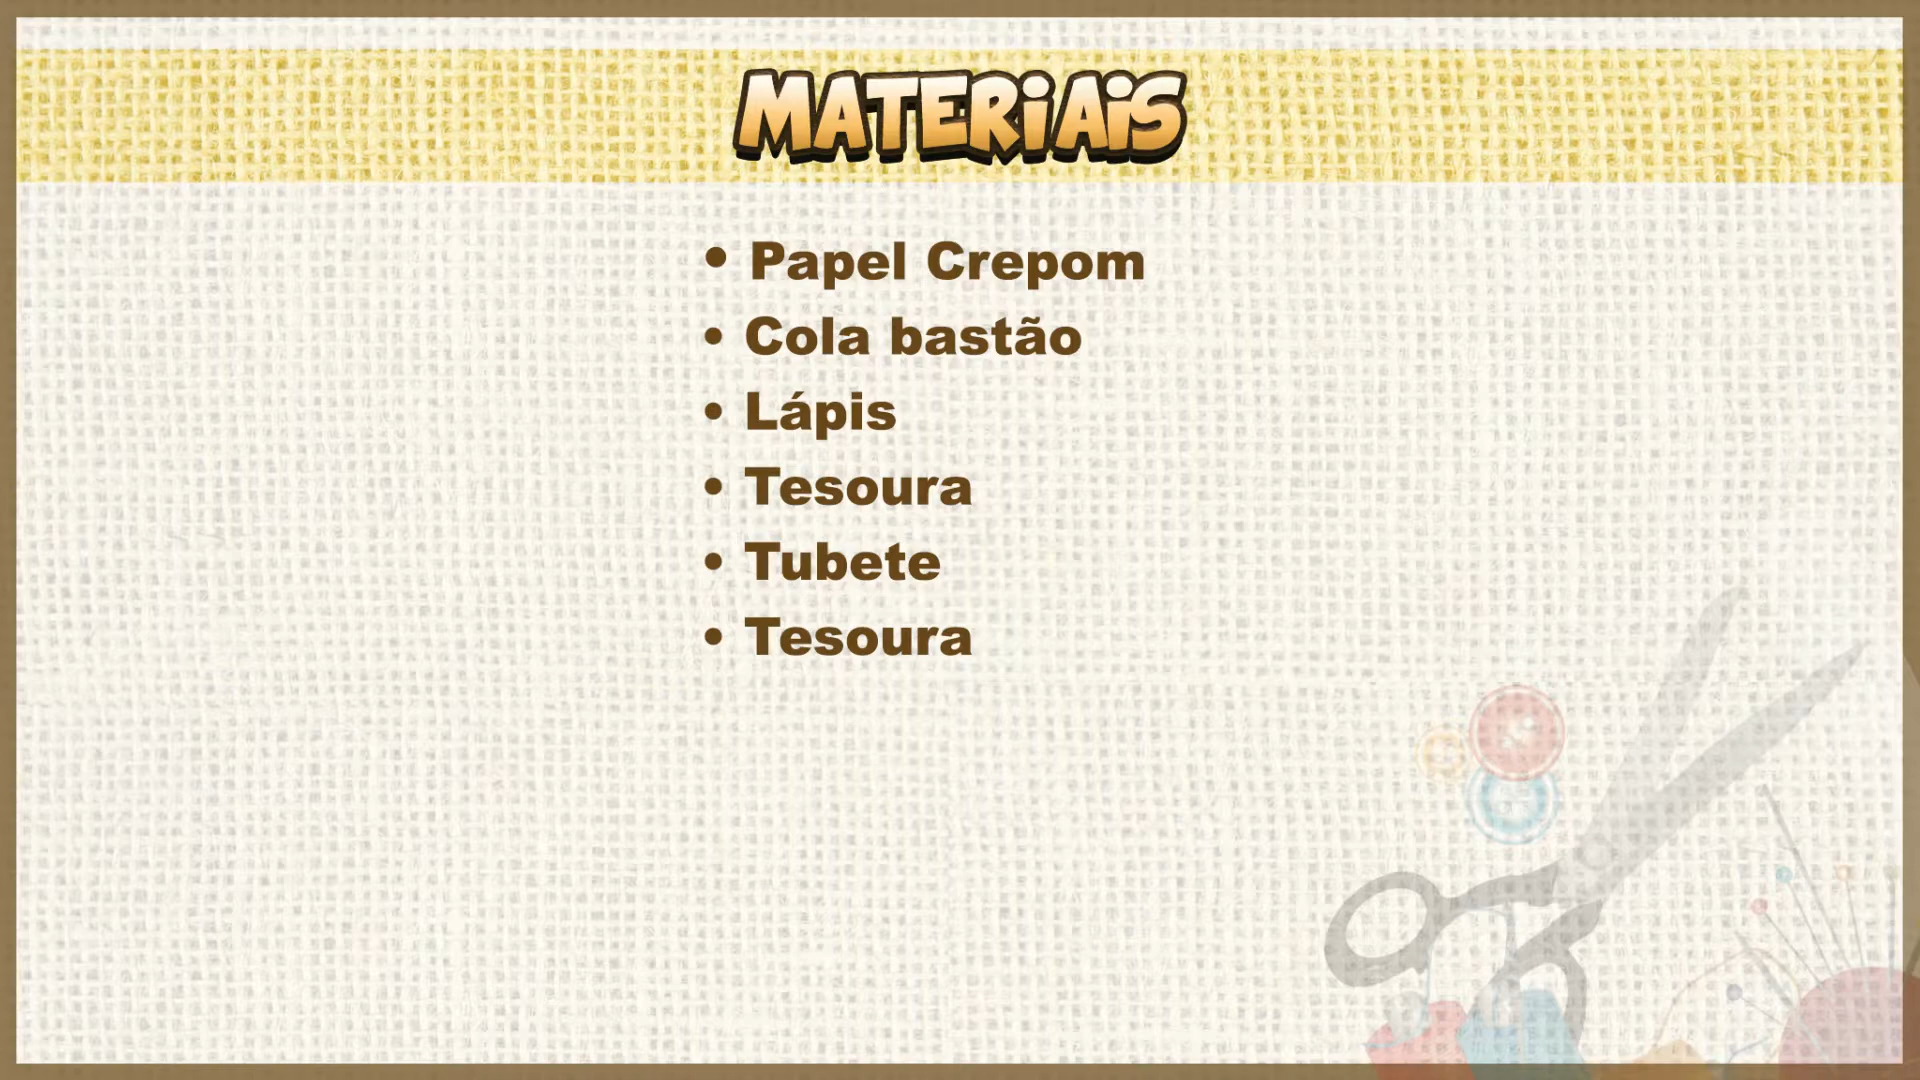 MATERiAiS
• Papel Crepom
• Cola bastão
• Lápis
• Tesoura
• Tubete
• Tesoura